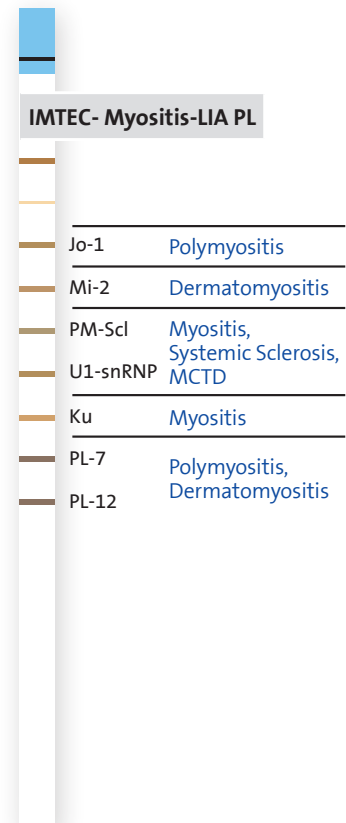 IMTEC- Myositis-LIA PL
Jo-1 Polymyositis
Mi-2 Dermatomyositis
PM-Scl Myositis,
Systemic Sclerosis,
U1-snRNP MCTD
Ku Myositis
PL-7 Polymyositis,
Dermatomyositis
PL-12